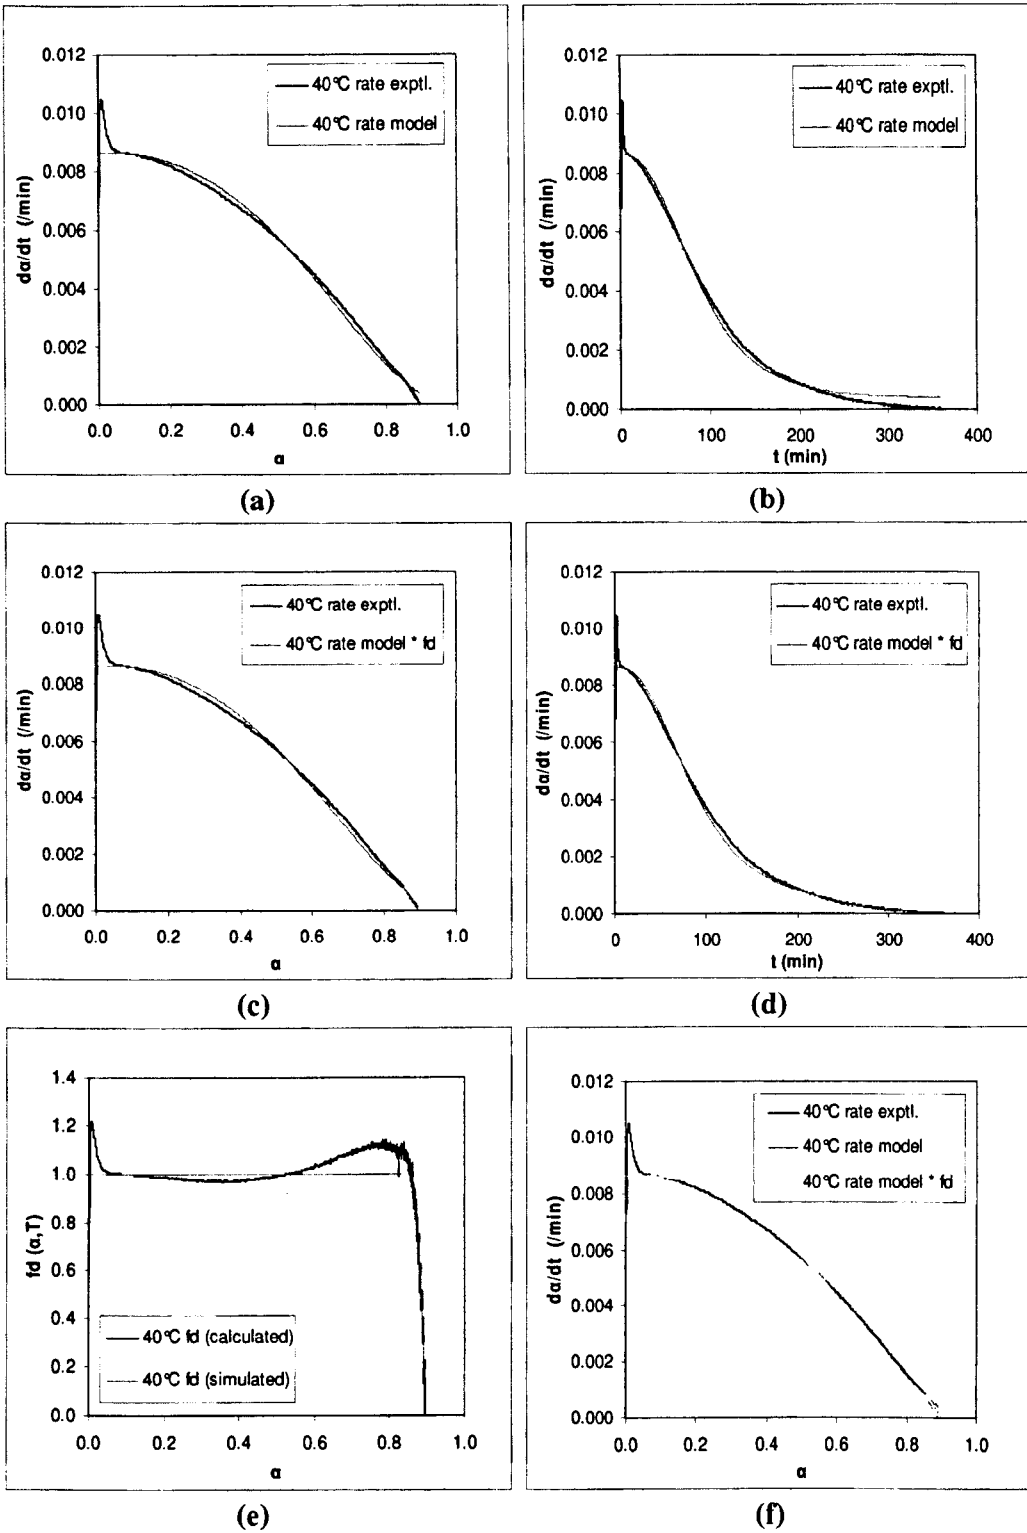 0.012
0.010
0.008
0.006
0.004
0.002
0.000
dα/dt (/min)
40°C rate exptl.
40°C rate model
0.0 0.2 0.4 0.6 0.8 1.0
α
(a)
0.012
0.010
0.008
0.006
0.004
0.002
0.000
dα/dt (/min)
40°C rate exptl.
40°C rate model
0 100 200 300 400
t (min)
(b)
0.012
0.010
0.008
0.006
0.004
0.002
0.000
dα/dt (/min)
40°C rate exptl.
40°C rate model * fd
0.0 0.2 0.4 0.6 0.8 1.0
α
(c)
0.012
0.010
0.008
0.006
0.004
0.002
0.000
dα/dt (/min)
40°C rate exptl.
40°C rate model * fd
0 100 200 300 400
t (min)
(d)
1.4
1.2
1.0
0.8
0.6
0.4
0.2
0.0
fd (α,T)
40°C fd (calculated)
40°C fd (simulated)
0.0 0.2 0.4 0.6 0.8 1.0
α
(e)
0.012
0.010
0.008
0.006
0.004
0.002
0.000
dα/dt (/min)
40°C rate exptl.
40°C rate model
40°C rate model * fd
0.0 0.2 0.4 0.6 0.8 1.0
α
(f)